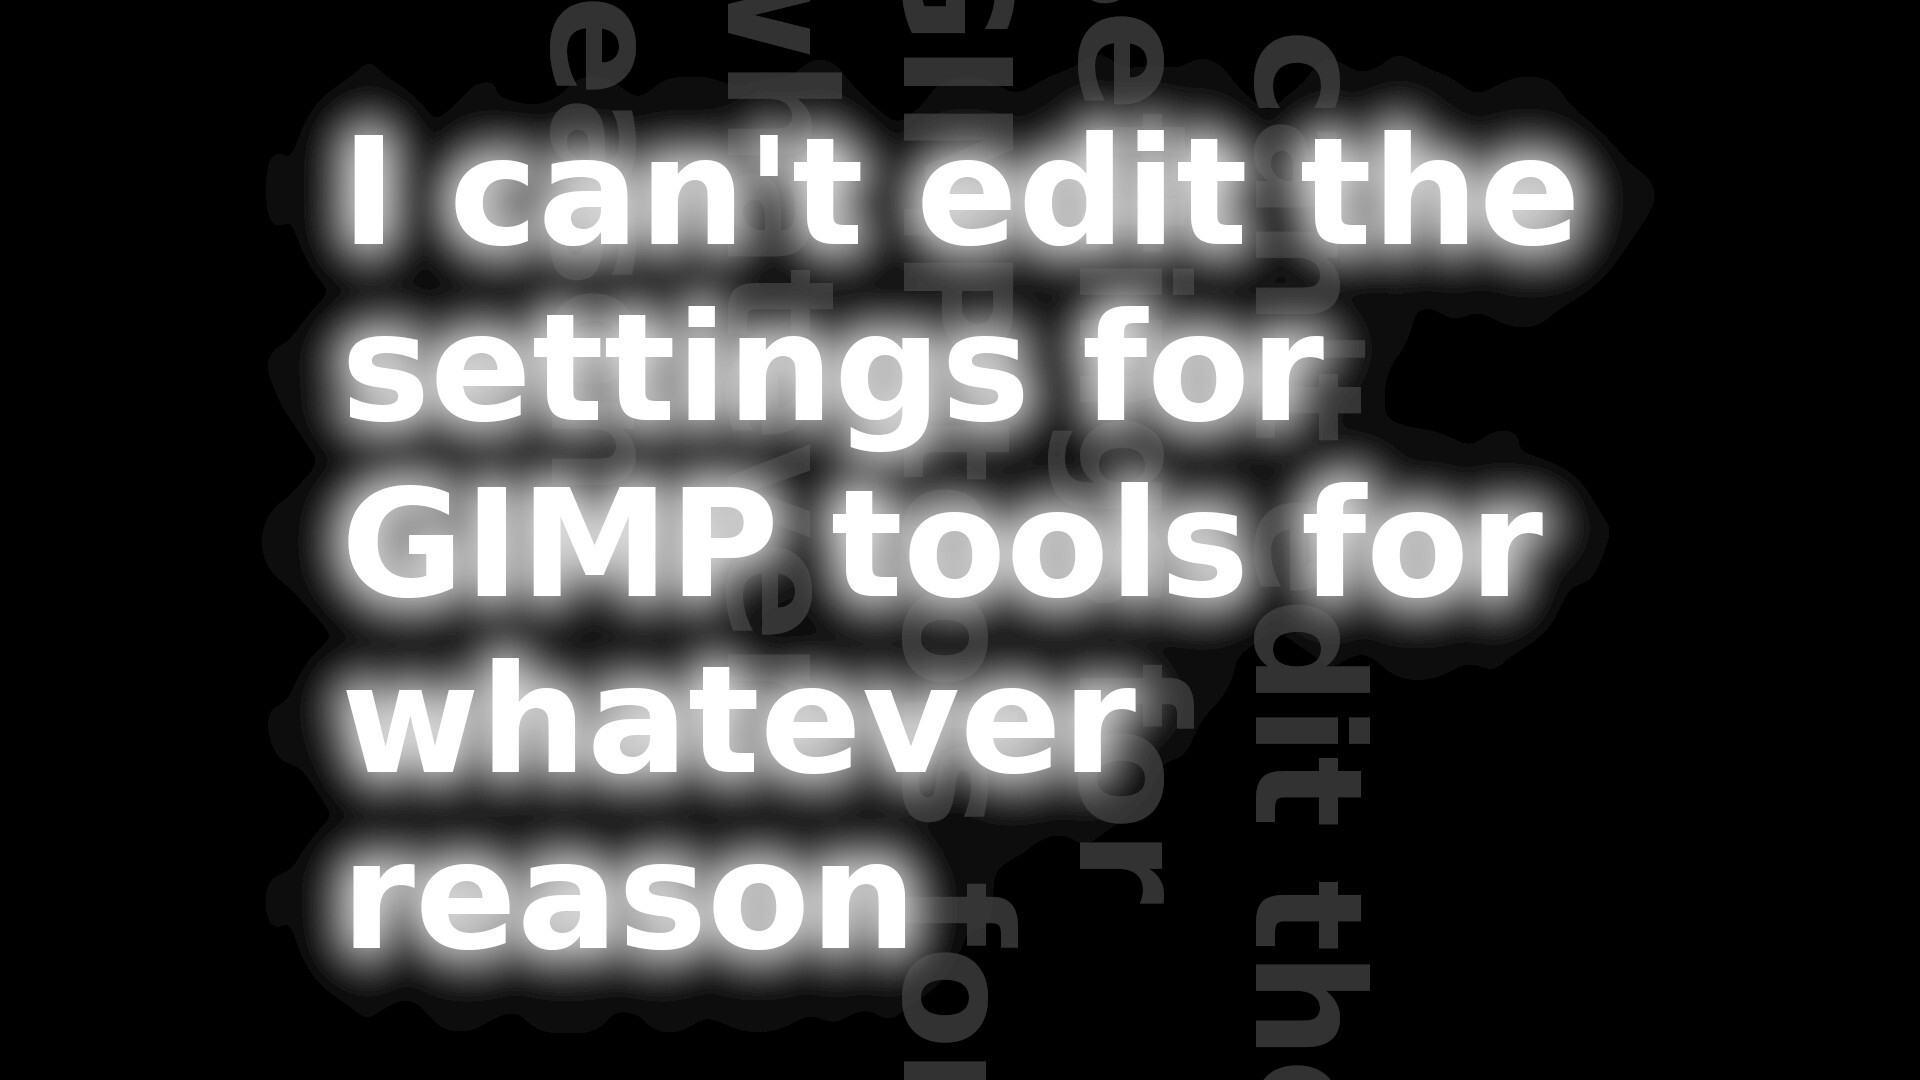 I can't edit the
settings for
GIMP tools for
whatever
reason